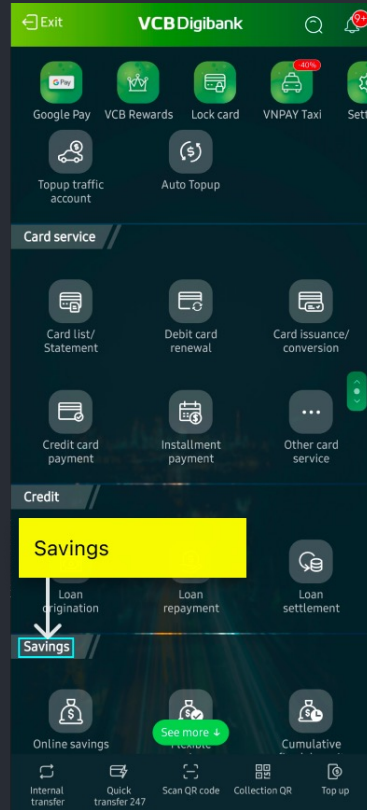 Exit
VCB Digibank
9+
G Pay
-40%
Google Pay
VCB Rewards
Lock card
VNPAY Taxi
Topup traffic
account
Auto Topup
Card service
Card list/
Statement
Debit card
renewal
Card issuance/
conversion
Credit card
payment
Installment
payment
Other card
service
Credit
Savings
Loan
origination
Loan
repayment
Loan
settlement
Savings
See more ↓
Online savings
Cumulative
Internal
transfer
Quick
transfer 247
Scan QR code
Collection QR
Top up